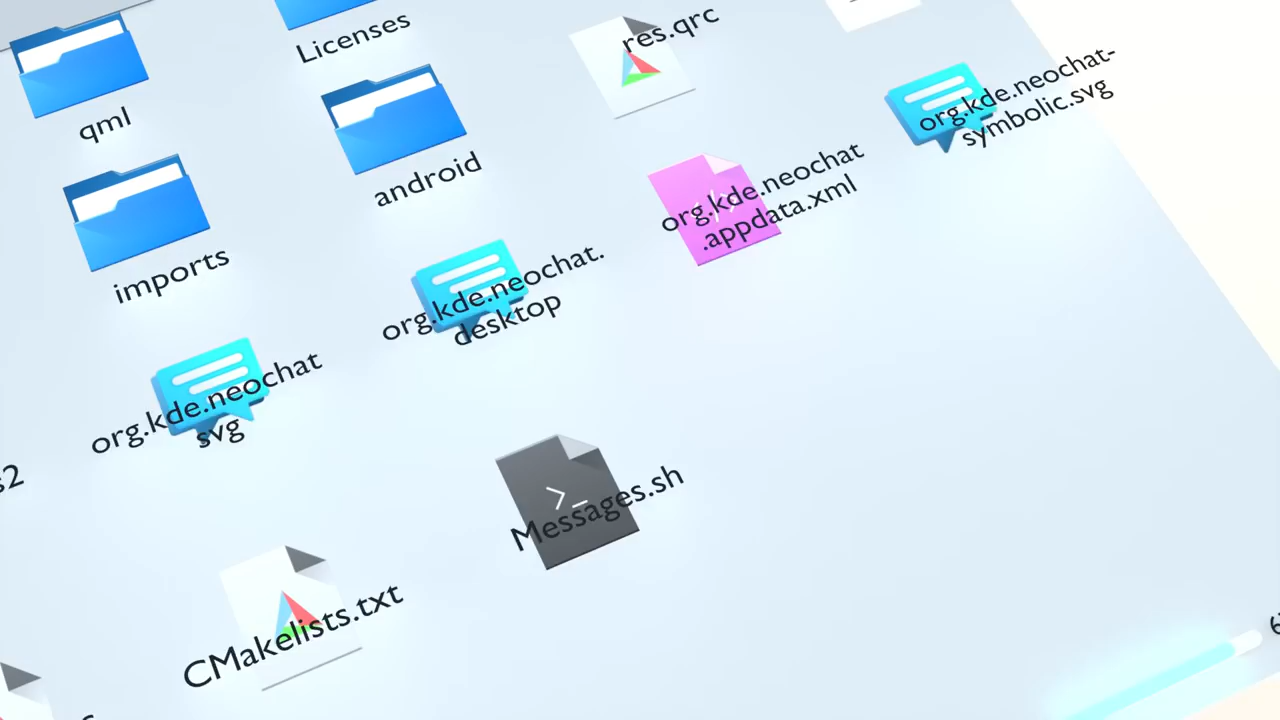 Licenses
res.qrc
qml
android
org.kde.neochat-
symbolic.svg
imports
org.kde.neochat
.appdata.xml
org.kde.neochat.
desktop
org.kde.neochat
svg
Messages.sh
CMakelists.txt